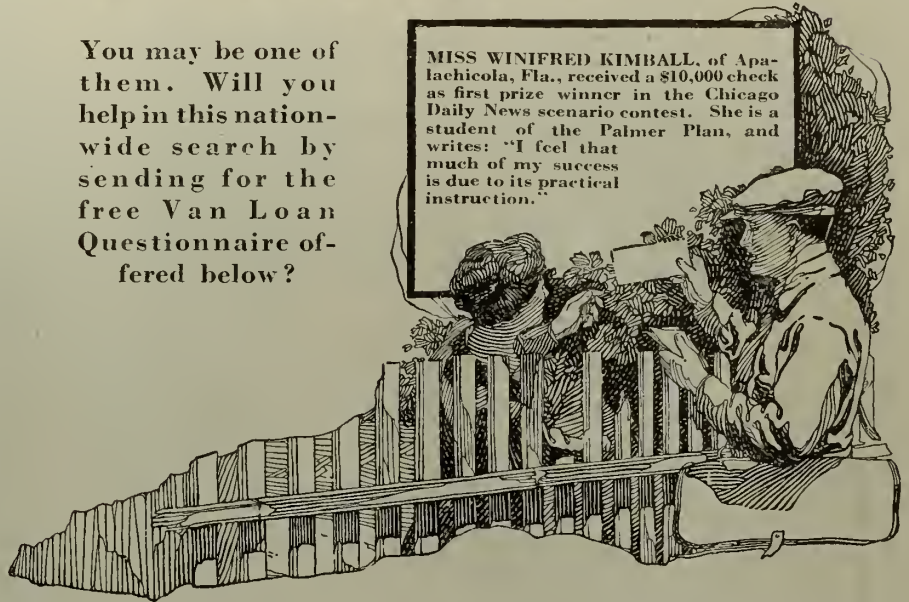 You may be one of
them. Will you
help in this nation-
wide search by
sending for the
free Van Loan
Questionnaire of-
fered below?
MISS WINIFRED KIMBALL, of Apa-
lachicola, Fla., received a $10,000 check
as first prize winner in the Chicago
Daily News scenario contest. She is a
student of the Palmer Plan, and
writes: "I feel that
much of my success
is due to its practical
instruction."